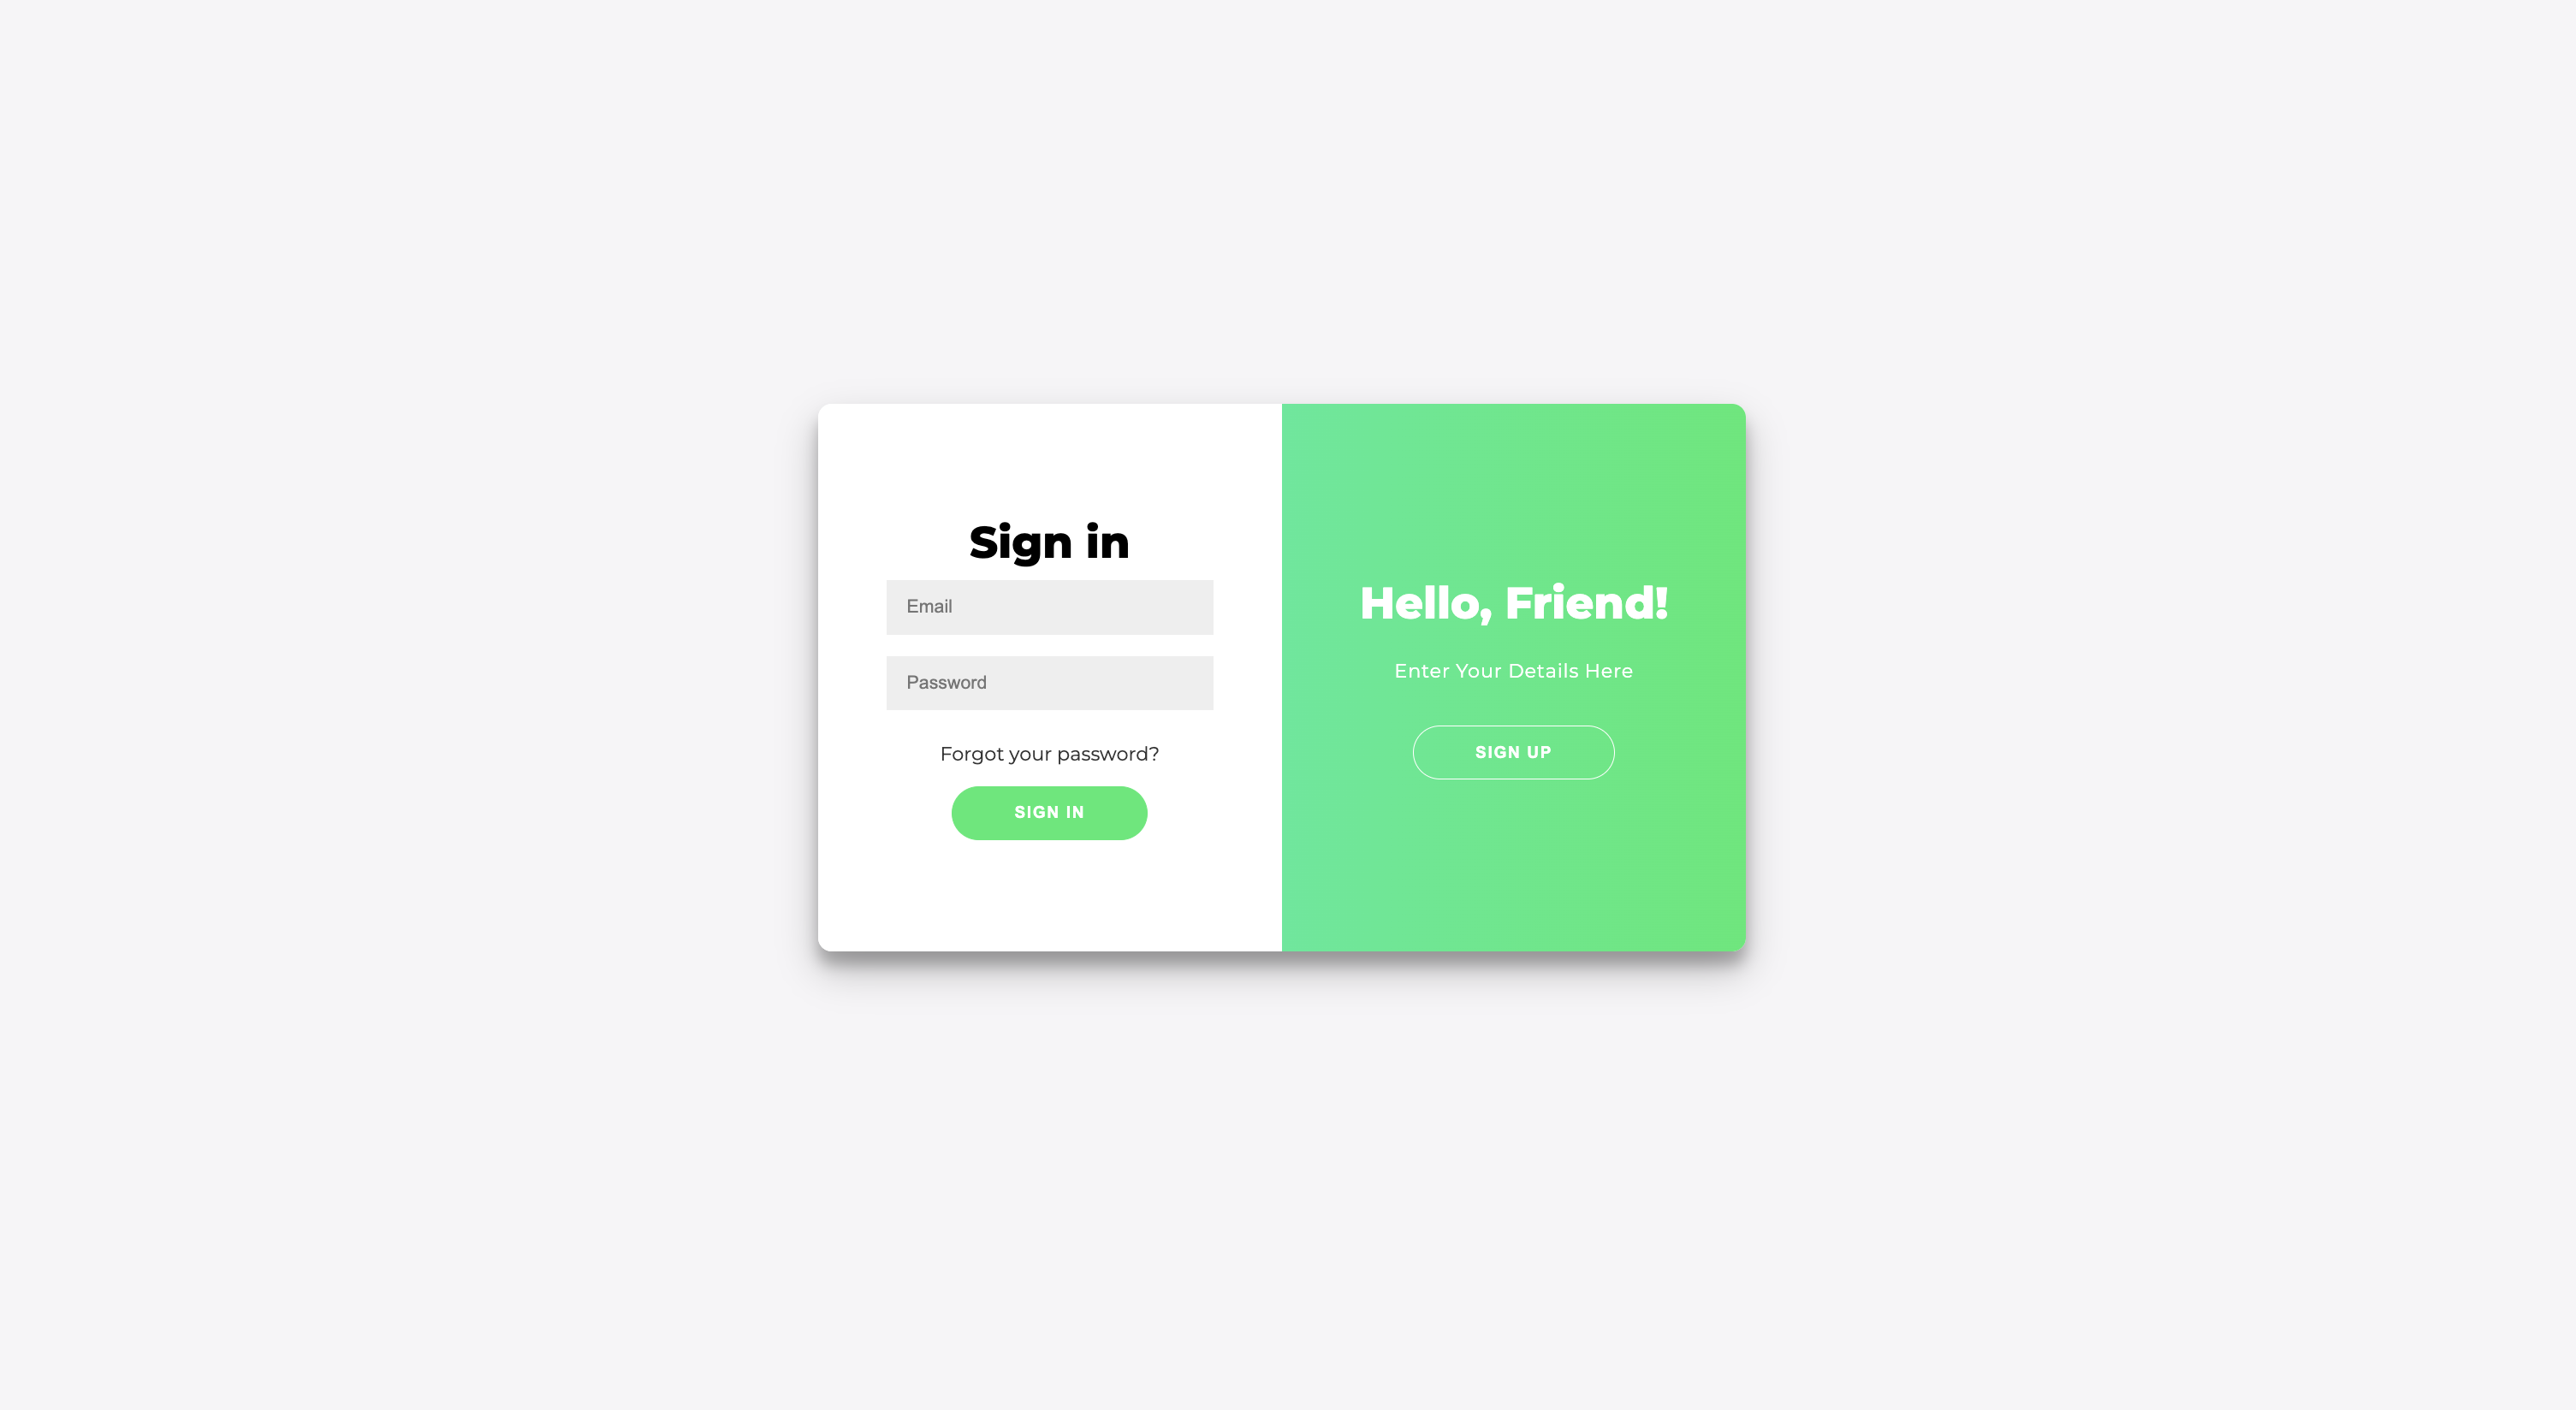 Sign in
Email
Password
Forgot your password?
SIGN IN
Hello, Friend!
Enter Your Details Here
SIGN UP